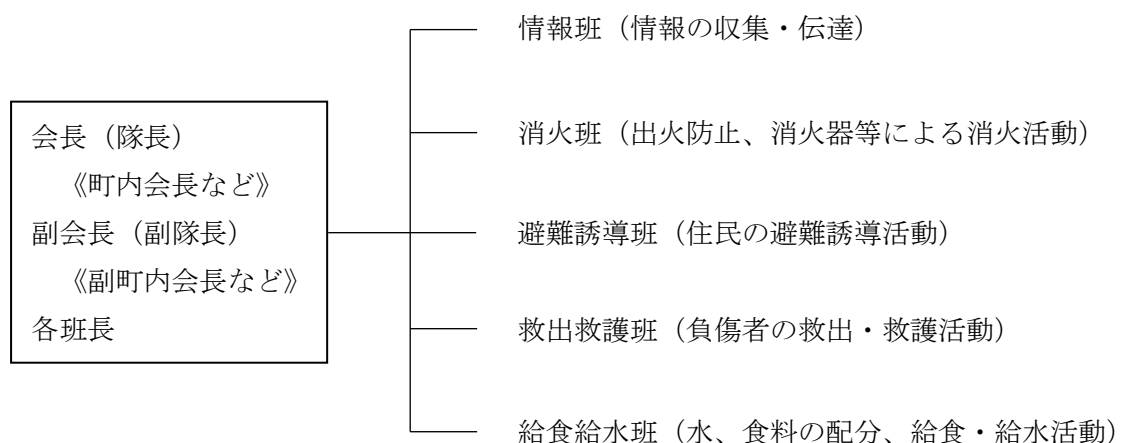 会長（隊長）
《町内会長など》
副会長（副隊長）
《副町内会長など》
各班長
情報班（情報の収集・伝達）
消火班（出火防止、消火器等による消火活動）
避難誘導班（住民の避難誘導活動）
救出救護班（負傷者の救出・救護活動）
給食給水班（水、食料の配分、給食・給水活動）